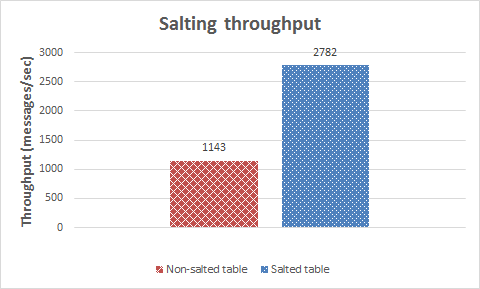 Salting throughput
Throughput (messages/sec)
3000
2500
2000
1500
1000
500
0
1143
2782
Non-salted table
Salted table